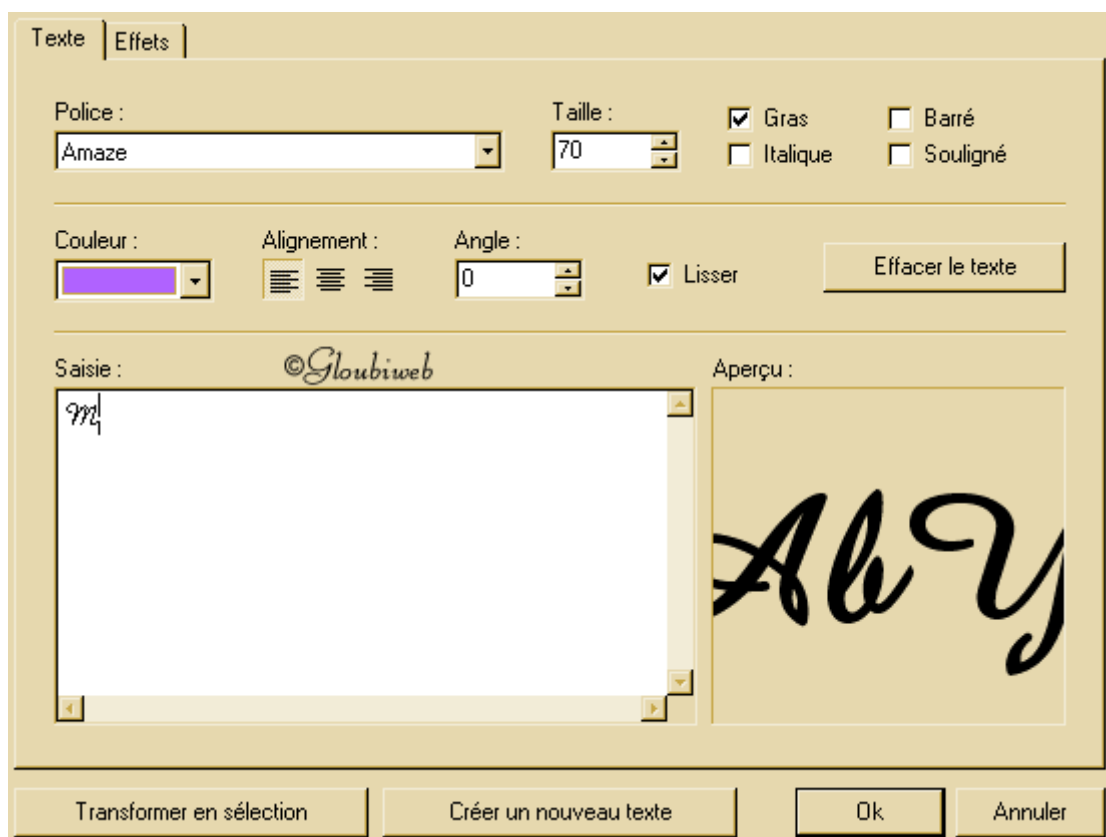 Texte Effets
Police : Taille :
Amaze 70 Gras Barré
Italique Souligné
Couleur : Alignement : Angle :
0 Lisser Effacer le texte
Saisie : ©Gloubiweb Aperçu :
M
AbY
Transformer en sélection Créer un nouveau texte Ok Annuler